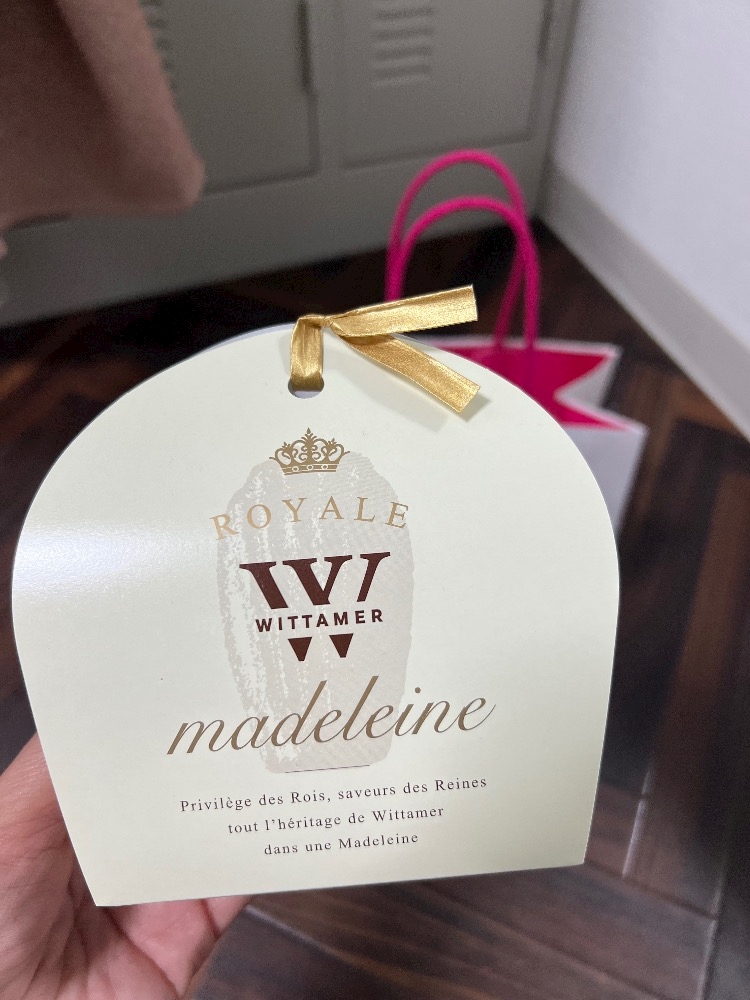 ROYALE
W
WITTAMER
madeleine
Privilège des Rois, saveurs des Reines
tout l'héritage de Wittamer
dans une Madeleine